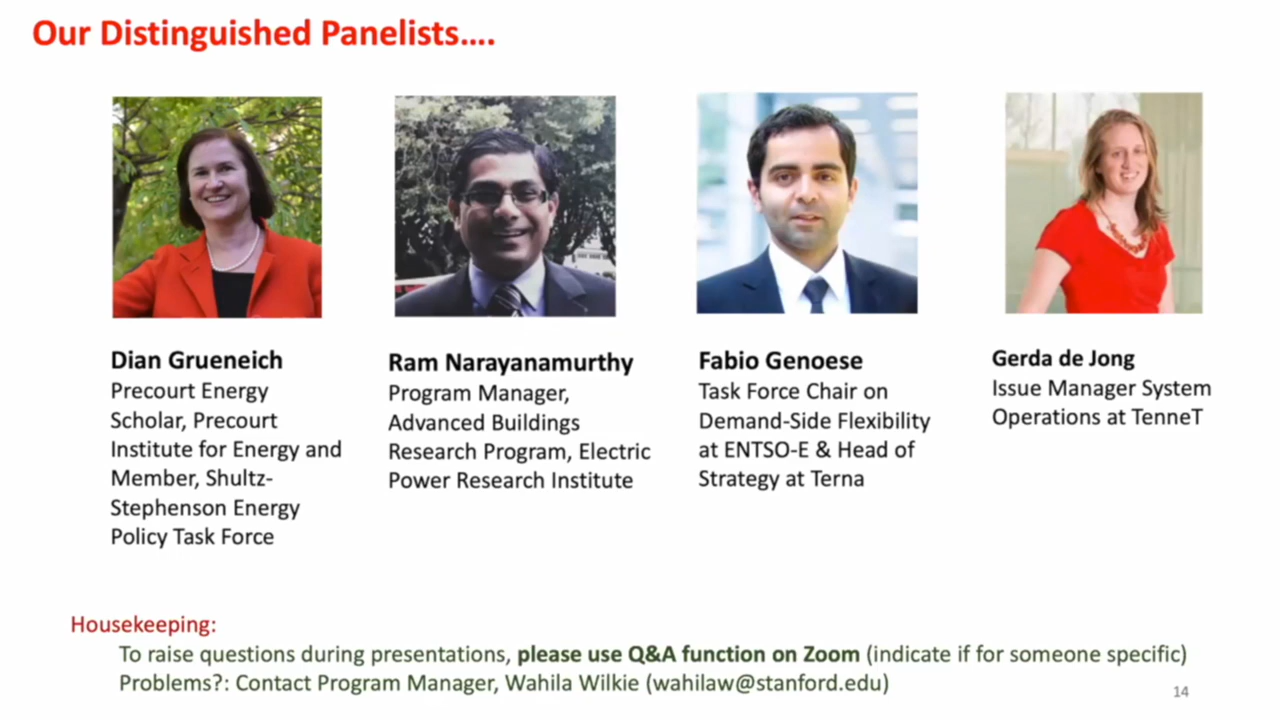 Our Distinguished Panelists....
Dian Grueneich
Precourt Energy
Scholar, Precourt
Institute for Energy and
Member, Shultz-
Stephenson Energy
Policy Task Force
Ram Narayanamurthy
Program Manager,
Advanced Buildings
Research Program, Electric
Power Research Institute
Fabio Genoese
Task Force Chair on
Demand-Side Flexibility
at ENTSO-E & Head of
Strategy at Terna
Gerda de Jong
Issue Manager System
Operations at TenneT
Housekeeping:
To raise questions during presentations, please use Q&A function on Zoom (indicate if for someone specific)
Problems?: Contact Program Manager, Wahila Wilkie (wahilaw@stanford.edu)
14